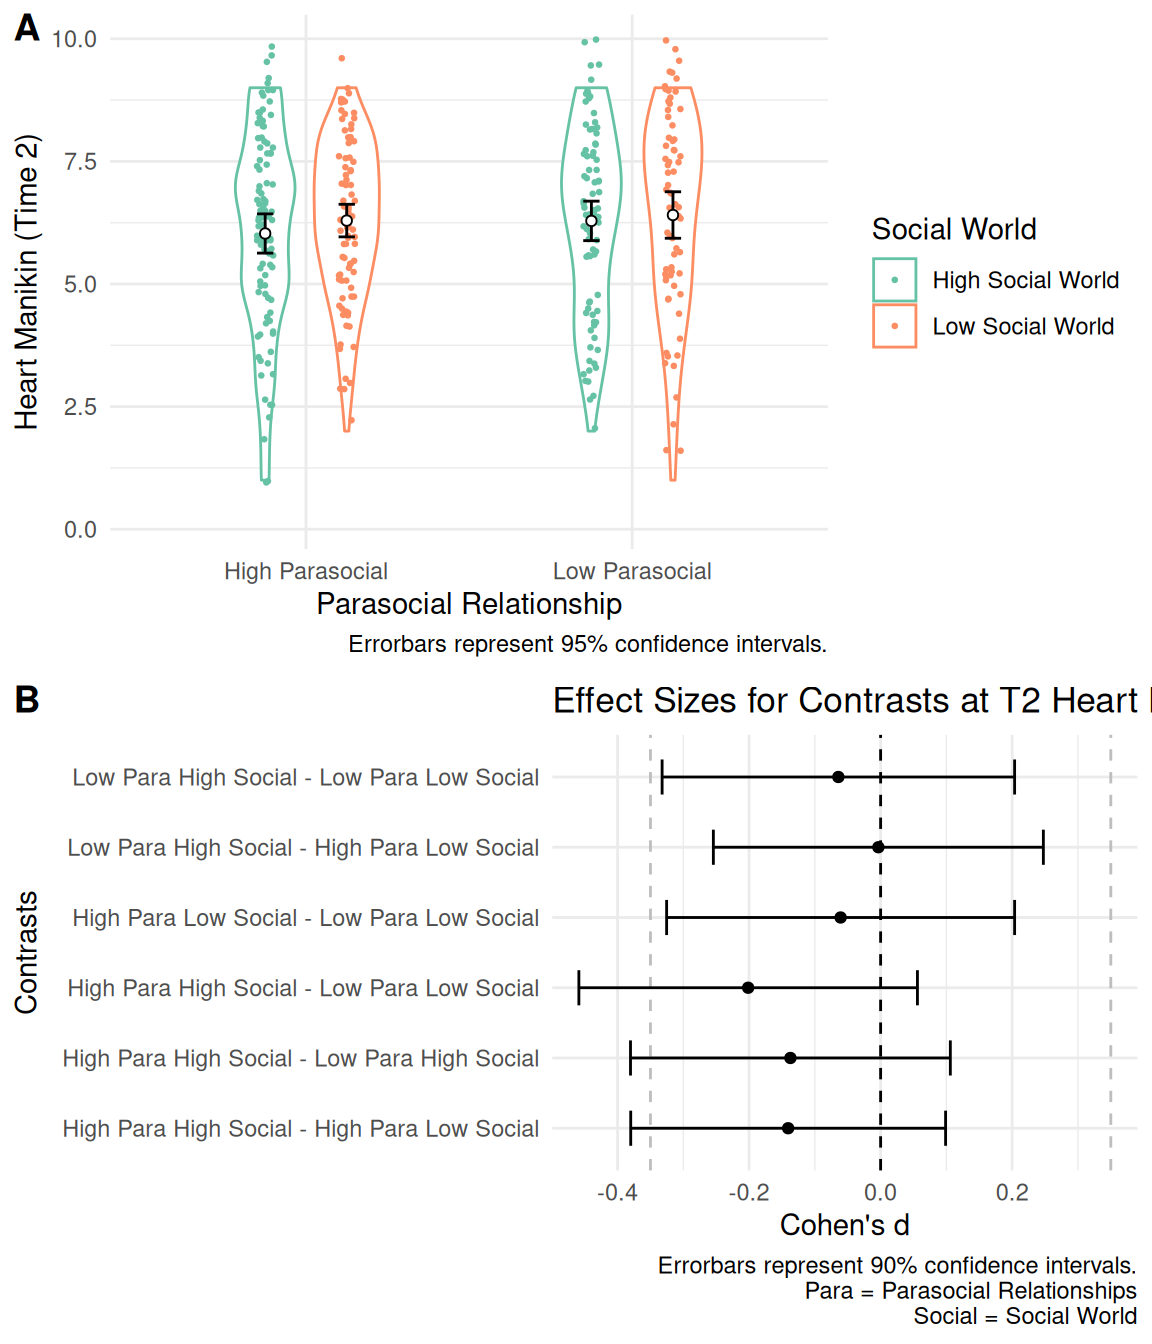 A
10.0
7.5
5.0
2.5
0.0
Heart Manikin (Time 2)
High Parasocial
Low Parasocial
Parasocial Relationship
Errorbars represent 95% confidence intervals.
Social World
High Social World
Low Social World
B
Effect Sizes for Contrasts at T2 Heart
Contrasts
Low Para High Social - Low Para Low Social
Low Para High Social - High Para Low Social
High Para Low Social - Low Para Low Social
High Para High Social - Low Para Low Social
High Para High Social - Low Para High Social
High Para High Social - High Para Low Social
-0.4
-0.2
0.0
0.2
Cohen's d
Errorbars represent 90% confidence intervals.
Para = Parasocial Relationships
Social = Social World